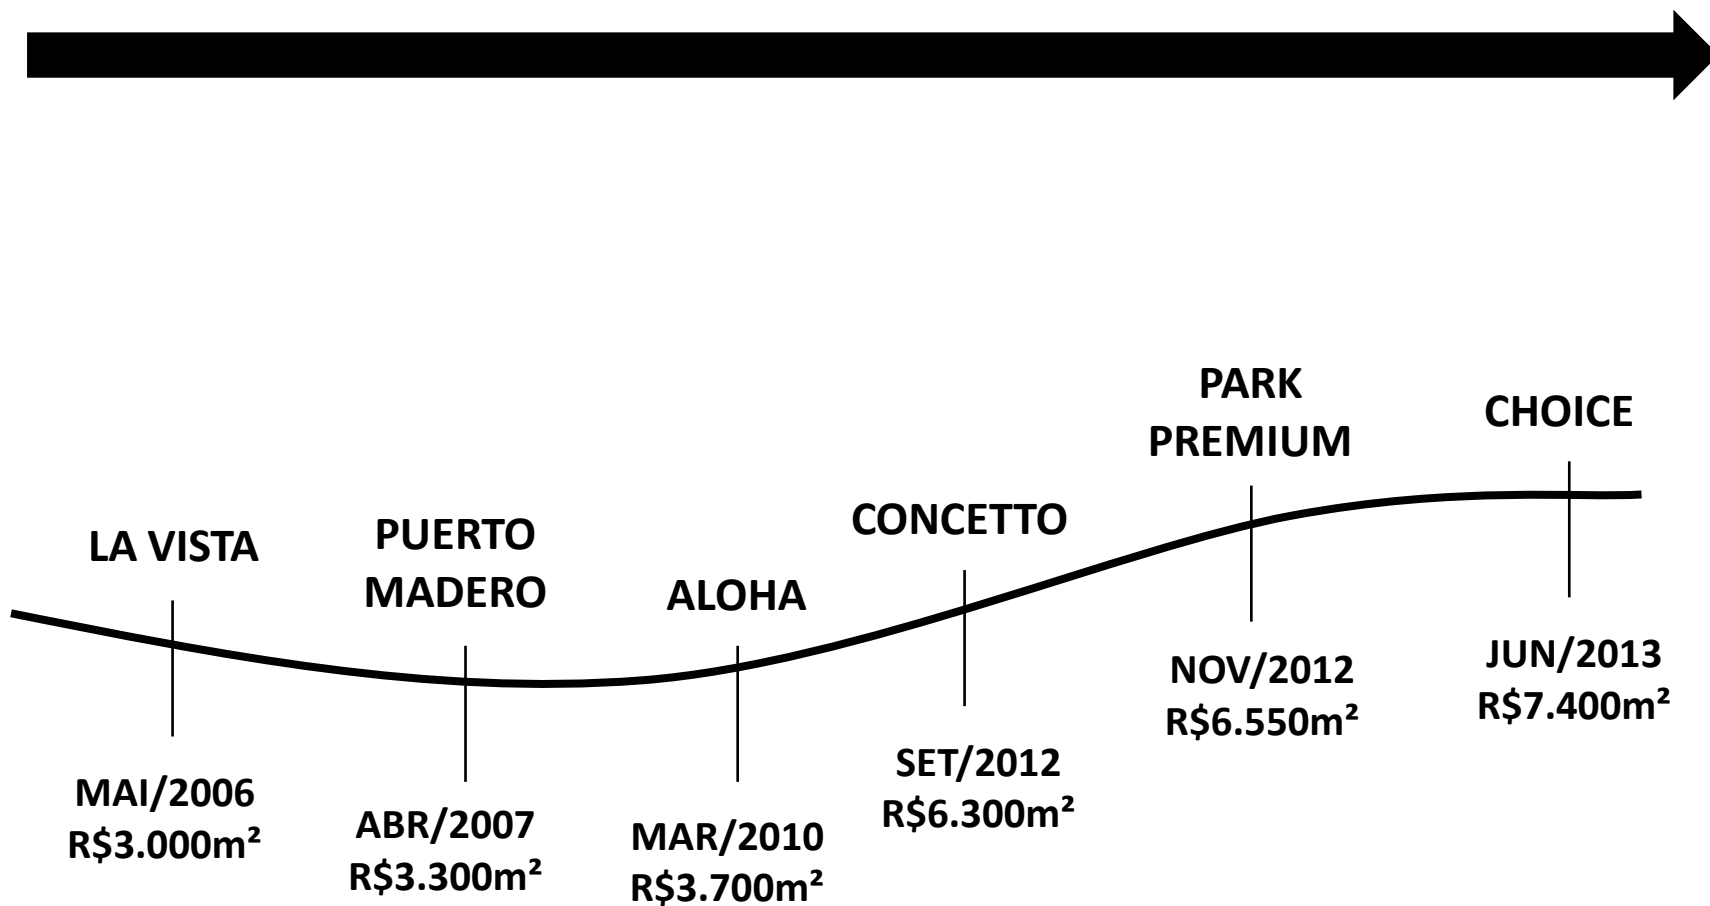 LA VISTA
MAI/2006
R$3.000m²
PUERTO
MADERO
ABR/2007
R$3.300m²
ALOHA
MAR/2010
R$3.700m²
CONCETTO
SET/2012
R$6.300m²
PARK
PREMIUM
NOV/2012
R$6.550m²
CHOICE
JUN/2013
R$7.400m²